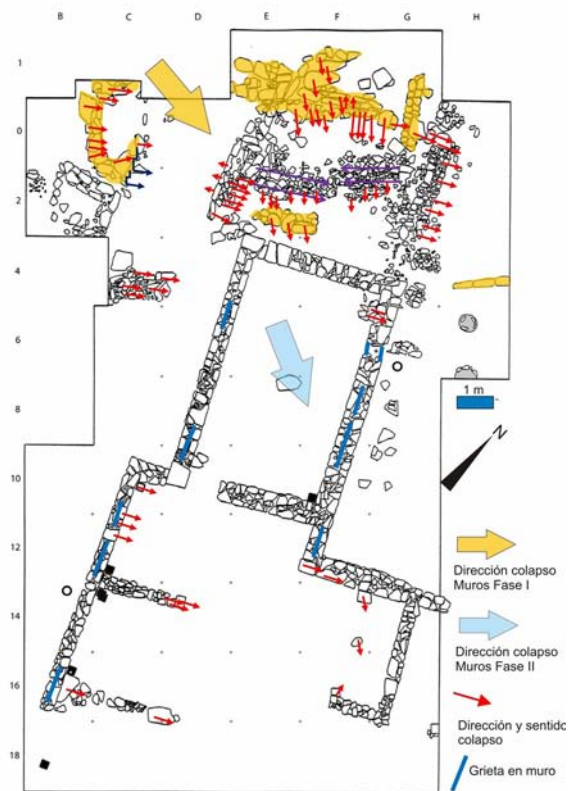 B C D E F G H
1
0
2
4
6
8
10
12
14
16
18
1 m
N
Dirección colapso
Muros Fase I
Dirección colapso
Muros Fase II
Dirección y sentido
colapso
Grieta en muro